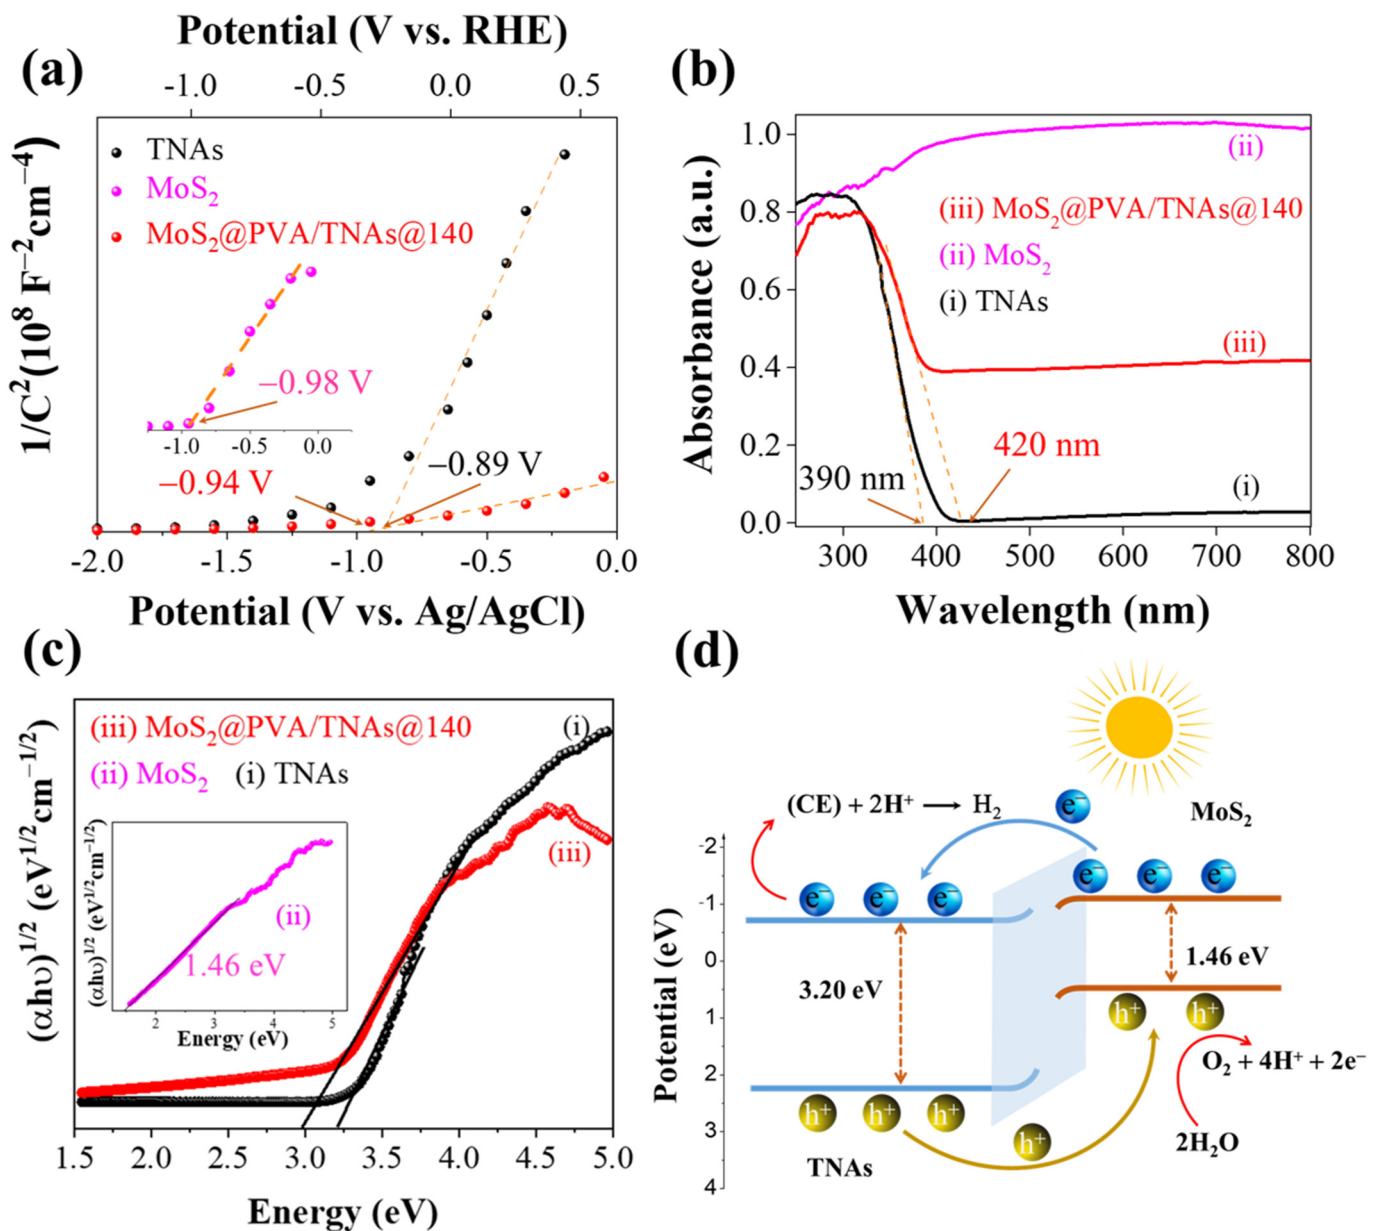 (a)
Potential (V vs. RHE)
-1.0 -0.5 0.0 0.5
1/C²(10⁸ F⁻²cm⁻⁴)
TNAs
MoS₂
MoS₂@PVA/TNAs@140
−0.98 V
-1.0 -0.5 0.0
−0.94 V
−0.89 V
-2.0 -1.5 -1.0 -0.5 0.0
Potential (V vs. Ag/AgCl)
(b)
Absorbance (a.u.)
1.0
0.8
0.6
0.4
0.2
0.0
(ii)
(iii) MoS₂@PVA/TNAs@140
(ii) MoS₂
(i) TNAs
(iii)
390 nm
420 nm
(i)
300 400 500 600 700 800
Wavelength (nm)
(c)
(αhυ)¹/² (eV¹/²cm⁻¹/²)
(iii) MoS₂@PVA/TNAs@140
(ii) MoS₂ (i) TNAs
(i)
(iii)
(αhυ)¹/² (eV¹/²cm⁻¹/²)
(ii)
1.46 eV
2 3 4 5
Energy (eV)
1.5 2.0 2.5 3.0 3.5 4.0 4.5 5.0
Energy (eV)
(d)
(CE) + 2H⁺ ⟶ H₂
e⁻
MoS₂
Potential (eV)
-2
-1
0
1
2
3
4
e⁻ e⁻ e⁻
e⁻ e⁻ e⁻
3.20 eV
1.46 eV
h⁺ h⁺
O₂ + 4H⁺ + 2e⁻
h⁺ h⁺ h⁺
h⁺
2H₂O
TNAs